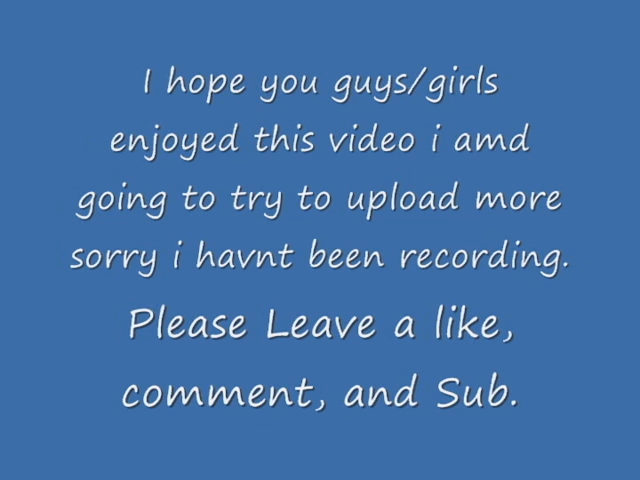 I hope you guys/girls
enjoyed this video i amd
going to try to upload more
sorry i havnt been recording.
Please Leave a like,
comment, and Sub.